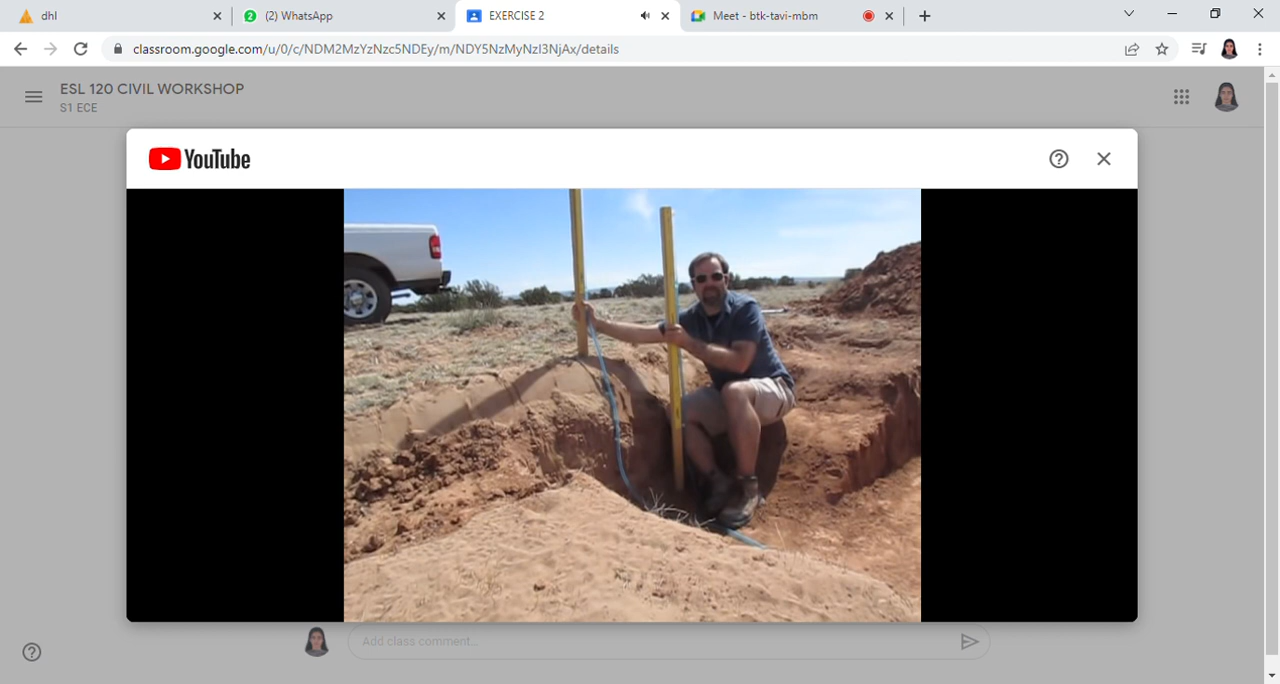 dhl
2
(2) WhatsApp
EXERCISE 2
Meet - btk-tavi-mbm
classroom.google.com/u/0/c/NDM2MzYzNzc5NDEy/m/NDY5NzMyNzI3NjAx/details
ESL 120 CIVIL WORKSHOP
S1 ECE
YouTube
Add class comment...